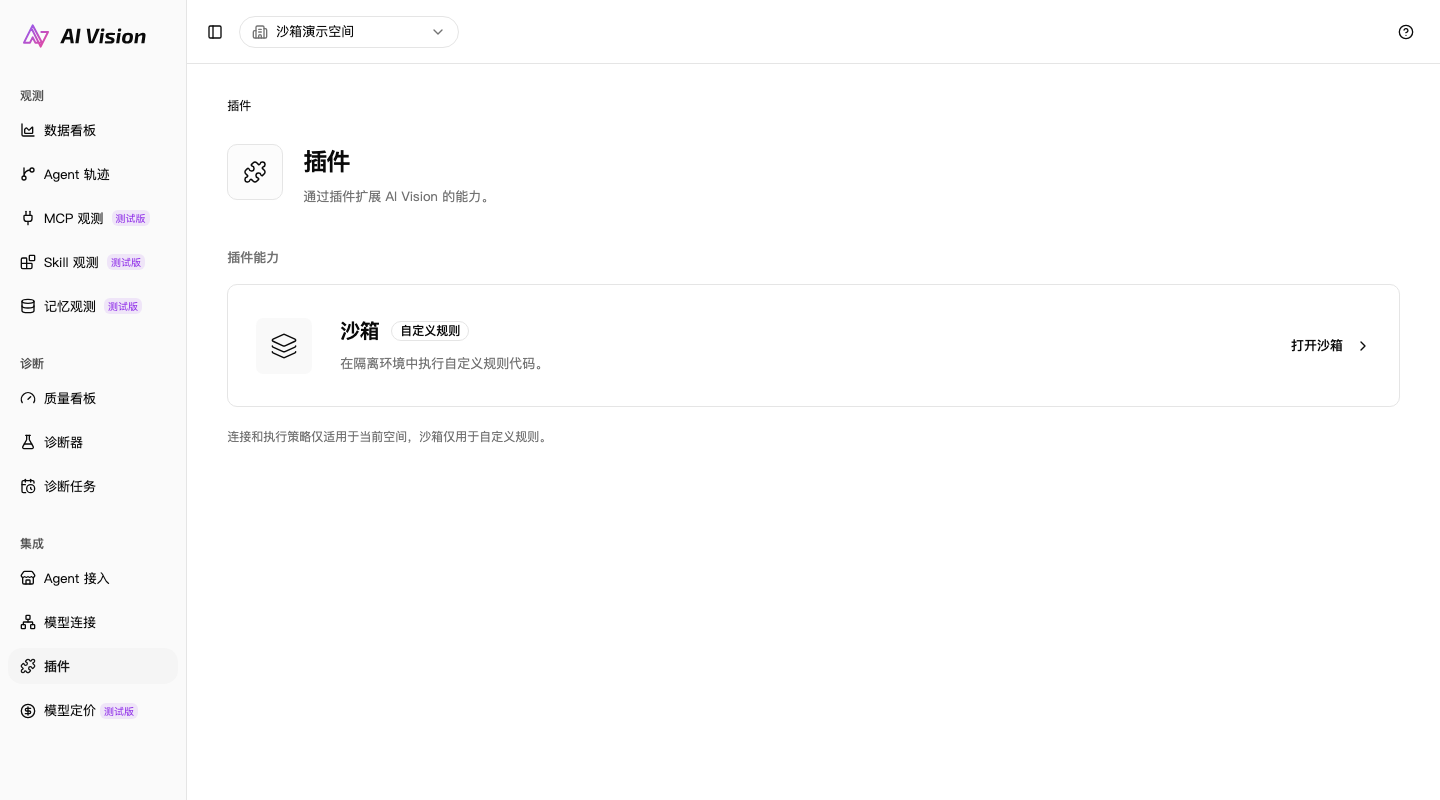 AI Vision
沙箱演示空间
观测
数据看板
Agent 轨迹
MCP 观测 测试版
Skill 观测 测试版
记忆观测 测试版
诊断
质量看板
诊断器
诊断任务
集成
Agent 接入
模型连接
插件
模型定价 测试版
插件
插件
通过插件扩展 AI Vision 的能力。
插件能力
沙箱 自定义规则
在隔离环境中执行自定义规则代码。
打开沙箱
连接和执行策略仅适用于当前空间，沙箱仅用于自定义规则。